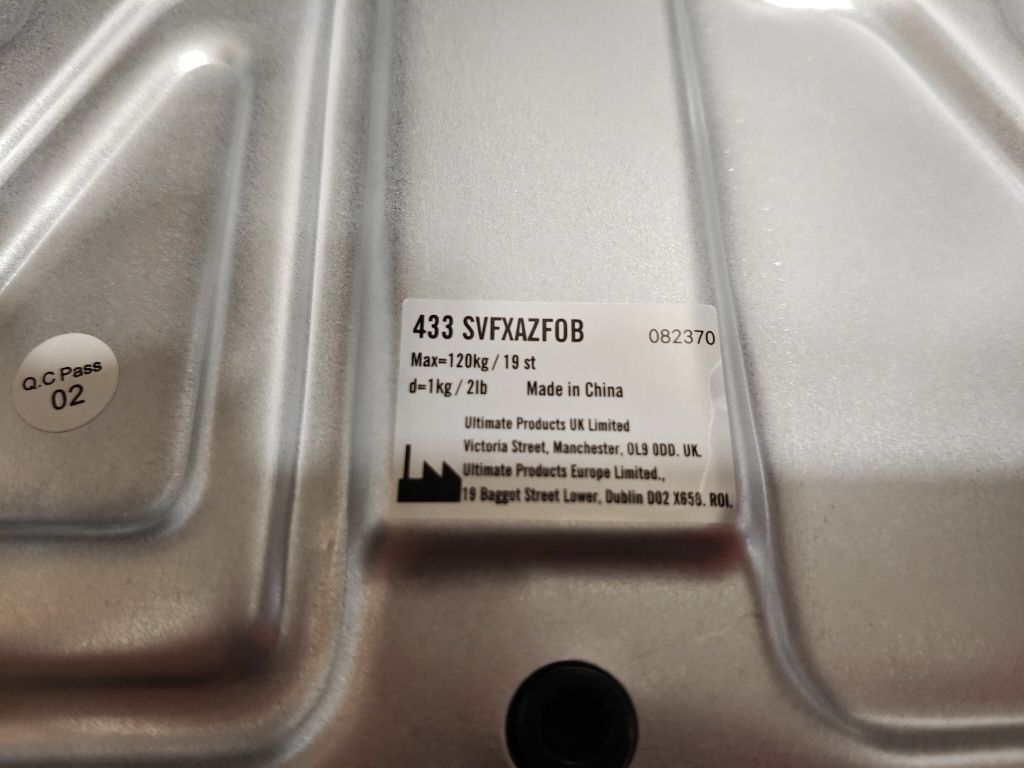 433 SVFXAZFOB
082370
Max=120kg / 19 st
d=1kg / 2lb Made in China
Ultimate Products UK Limited
Victoria Street, Manchester, OL9 0DD. UK.
Ultimate Products Europe Limited.,
19 Baggot Street Lower, Dublin D02 X658. ROI.
Q.C Pass
02